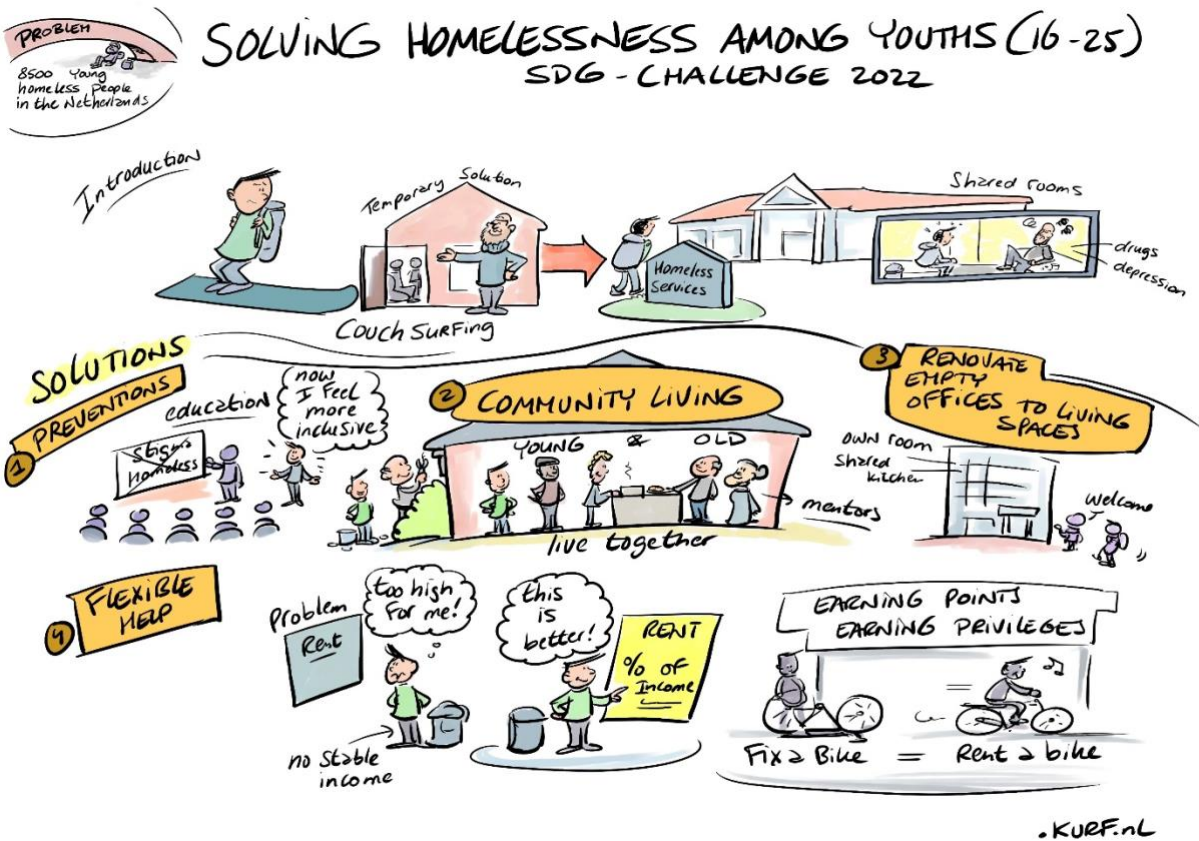 PROBLEM
8500 Young
homeless People
in the Netherlands
SOLVING HOMELESSNESS AMONG YOUTHS (16-25)
SDG - CHALLENGE 2022
Introduction
Temporary Solution
Couch Surfing
Homeless
Services
Shared rooms
drugs
depression
SOLUTIONS
1 PREVENTIONS
education
stigma
homeless
now
I Feel
more
inclusive
2 COMMUNITY LIVING
YOUNG & OLD
mentors
live together
3 RENOVATE
EMPTY
OFFICES TO LIVING
SPACES
OWN room
Shared
kitchen
Welcome
4 FLEXIBLE
HELP
Problem
Rent
too high
For me!
no Stable
income
this
is
better!
RENT
% OF
Income
EARNING POINTS
EARNING PRIVILEGES
=
Fix a Bike = Rent a bike
.KURF.nL